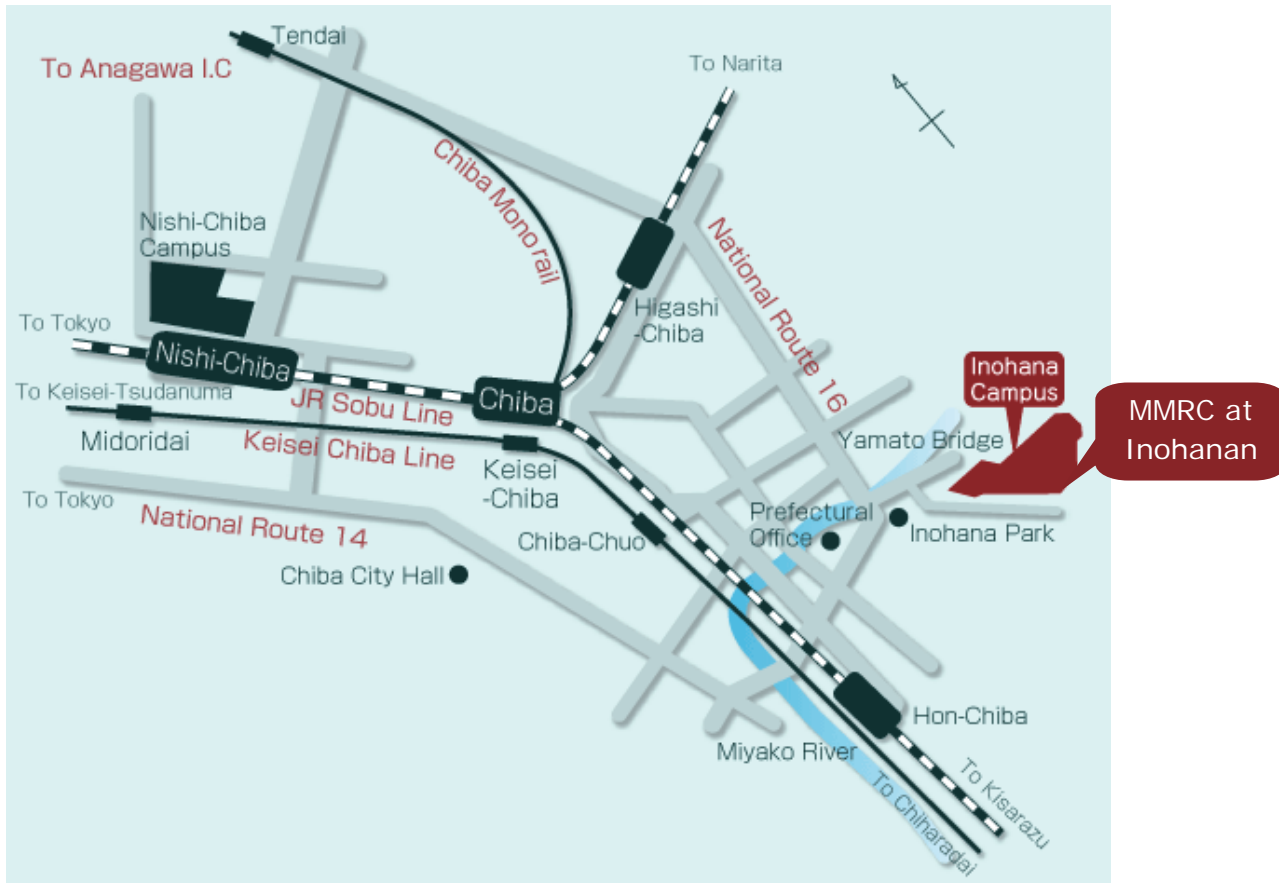 Tendai
To Anagawa I.C
To Narita
Chiba Monorail
Nishi-Chiba
Campus
National Route 16
Higashi
-Chiba
To Tokyo
Nishi-Chiba
Inohana
Campus
To Keisei-Tsudanuma
JR Sobu Line
Chiba
MMRC at
Inohanan
Midoridai
Keisei Chiba Line
Yamato Bridge
Keisei
-Chiba
To Tokyo
National Route 14
Prefectural
Office
Chiba-Chuo
Inohana Park
Chiba City Hall
Hon-Chiba
Miyako River
To Kisarazu
To Chiharadai